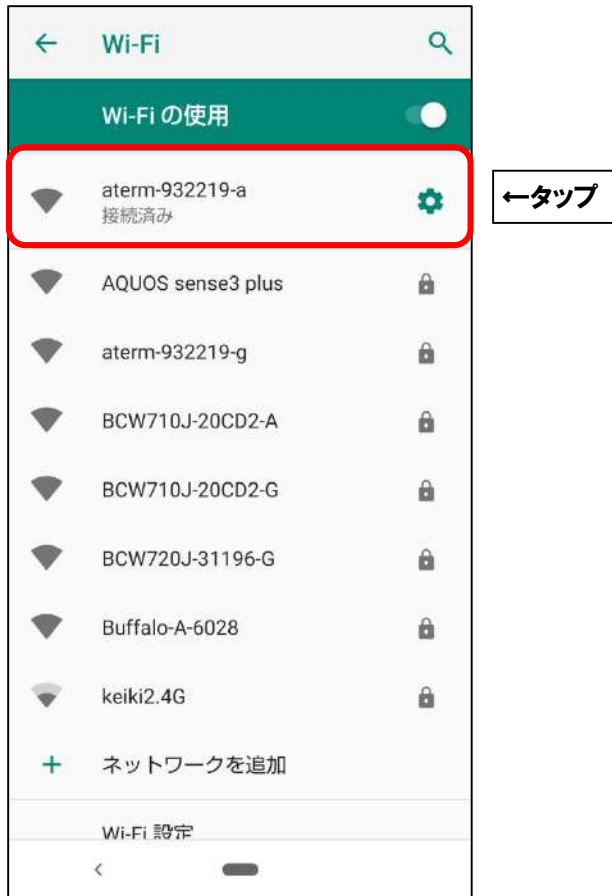 Wi-Fi
Wi-Fi の使用
aterm-932219-a
接続済み
←タップ
AQUOS sense3 plus
aterm-932219-g
BCW710J-20CD2-A
BCW710J-20CD2-G
BCW720J-31196-G
Buffalo-A-6028
keiki2.4G
ネットワークを追加
Wi-Fi 設定